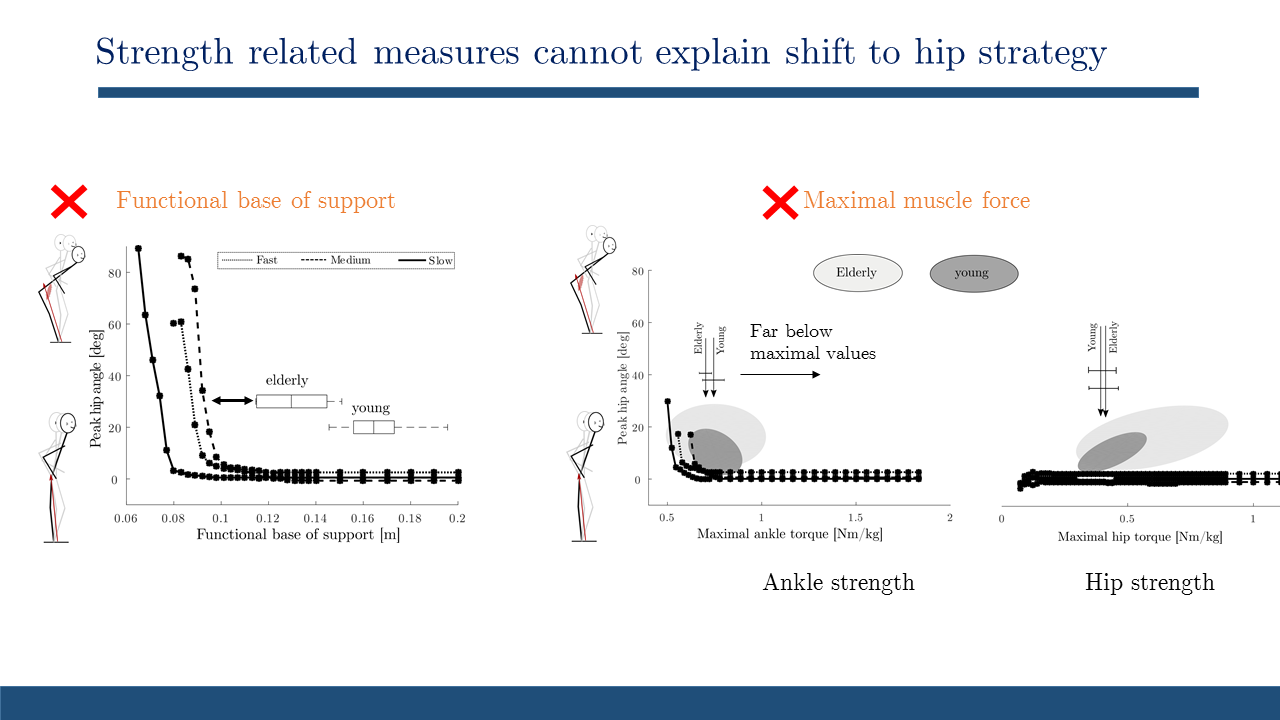 Strength related measures cannot explain shift to hip strategy
Functional base of support
Fast Medium Slow
80
60
40
20
0
Peak hip angle [deg]
elderly
young
0.06 0.08 0.1 0.12 0.14 0.16 0.18 0.2
Functional base of support [m]
Maximal muscle force
Elderly young
80
60
40
20
0
Peak hip angle [deg]
Elderly
Young
Far below
maximal values
0.5 1 1.5 2
Maximal ankle torque [Nm/kg]
Ankle strength
Young
Elderly
0 0.5 1
Maximal hip torque [Nm/kg]
Hip strength